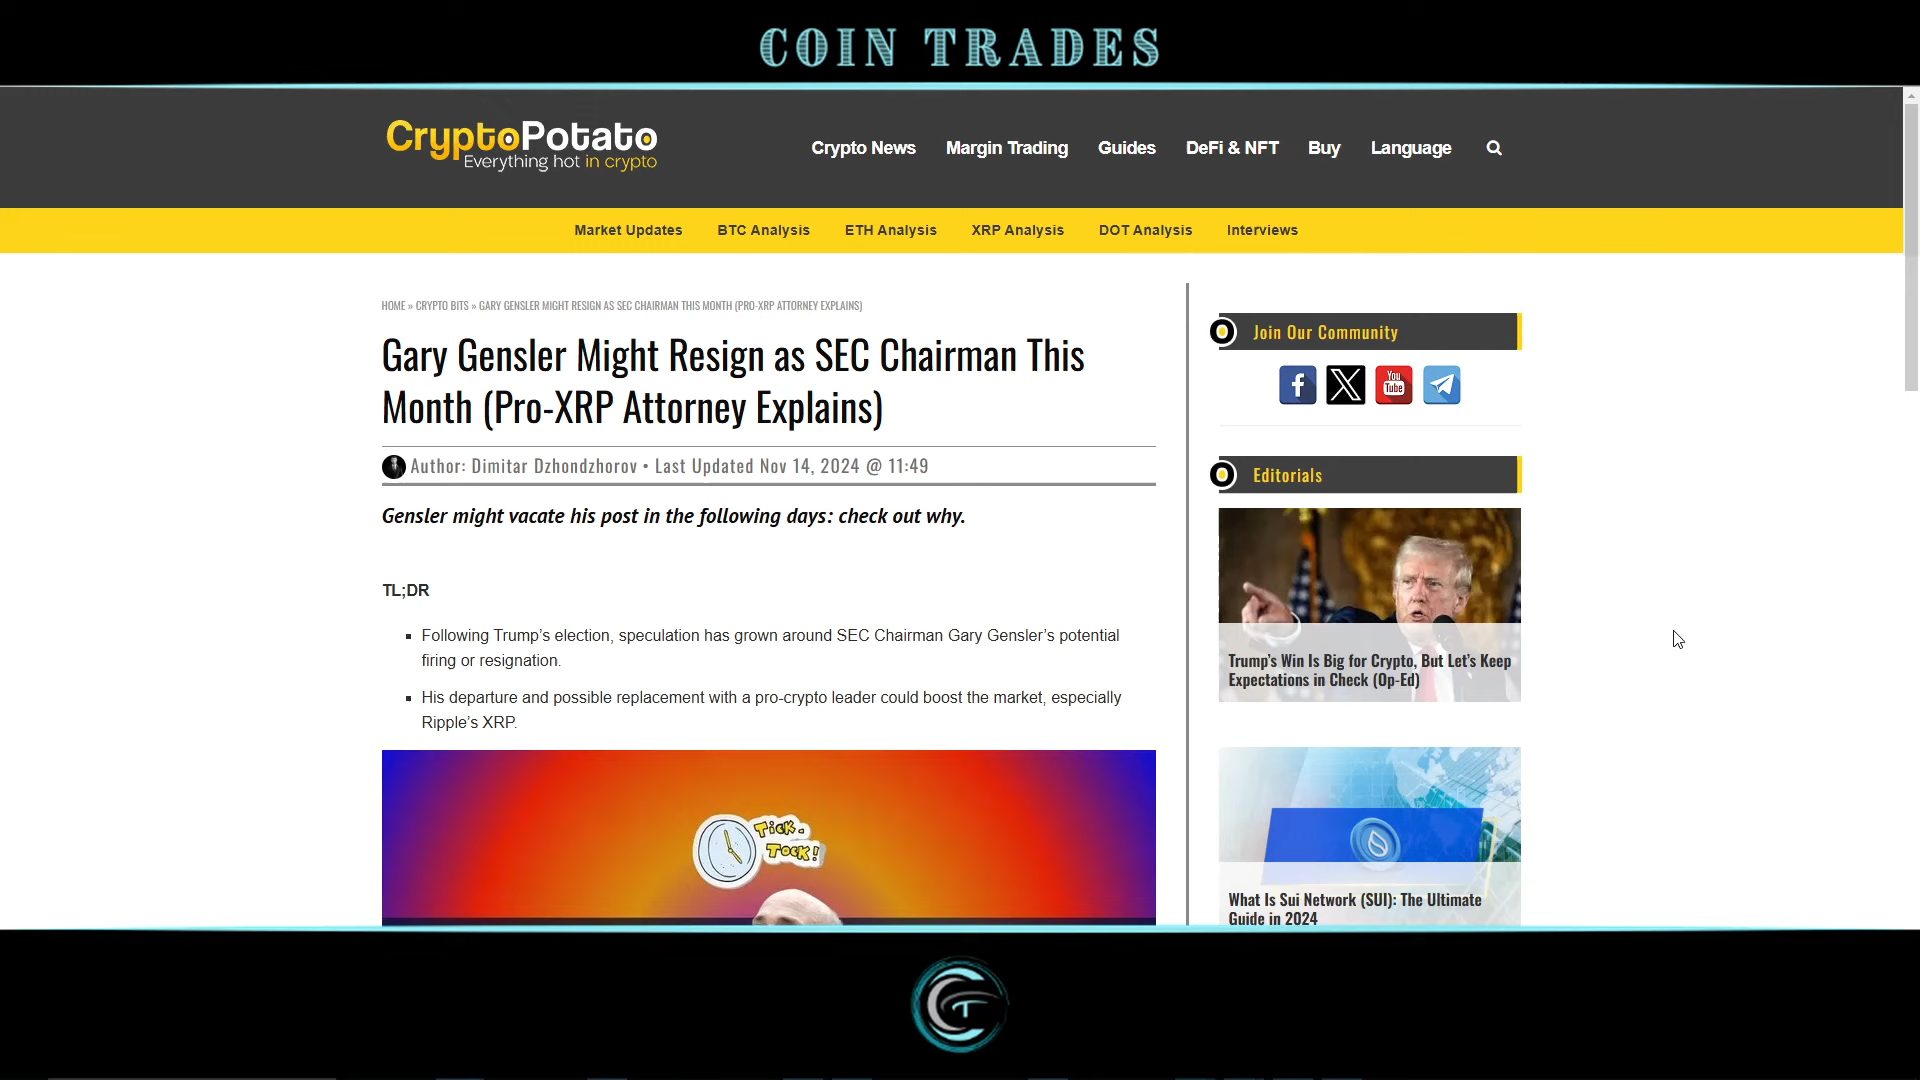 COIN TRADES
CryptoPotato
Everything hot in crypto
Crypto News Margin Trading Guides DeFi & NFT Buy Language
Market Updates BTC Analysis ETH Analysis XRP Analysis DOT Analysis Interviews
HOME » CRYPTO BITS » GARY GENSLER MIGHT RESIGN AS SEC CHAIRMAN THIS MONTH (PRO-XRP ATTORNEY EXPLAINS)
Gary Gensler Might Resign as SEC Chairman This
Month (Pro-XRP Attorney Explains)
Author: Dimitar Dzhondzhorov • Last Updated Nov 14, 2024 @ 11:49
Gensler might vacate his post in the following days: check out why.
TL;DR
Following Trump’s election, speculation has grown around SEC Chairman Gary Gensler’s potential
firing or resignation.
His departure and possible replacement with a pro-crypto leader could boost the market, especially
Ripple’s XRP.
TICK-
TOCK!
Join Our Community
You
Tube
Editorials
Trump’s Win Is Big for Crypto, But Let’s Keep
Expectations in Check (Op-Ed)
What Is Sui Network (SUI): The Ultimate
Guide in 2024
CT